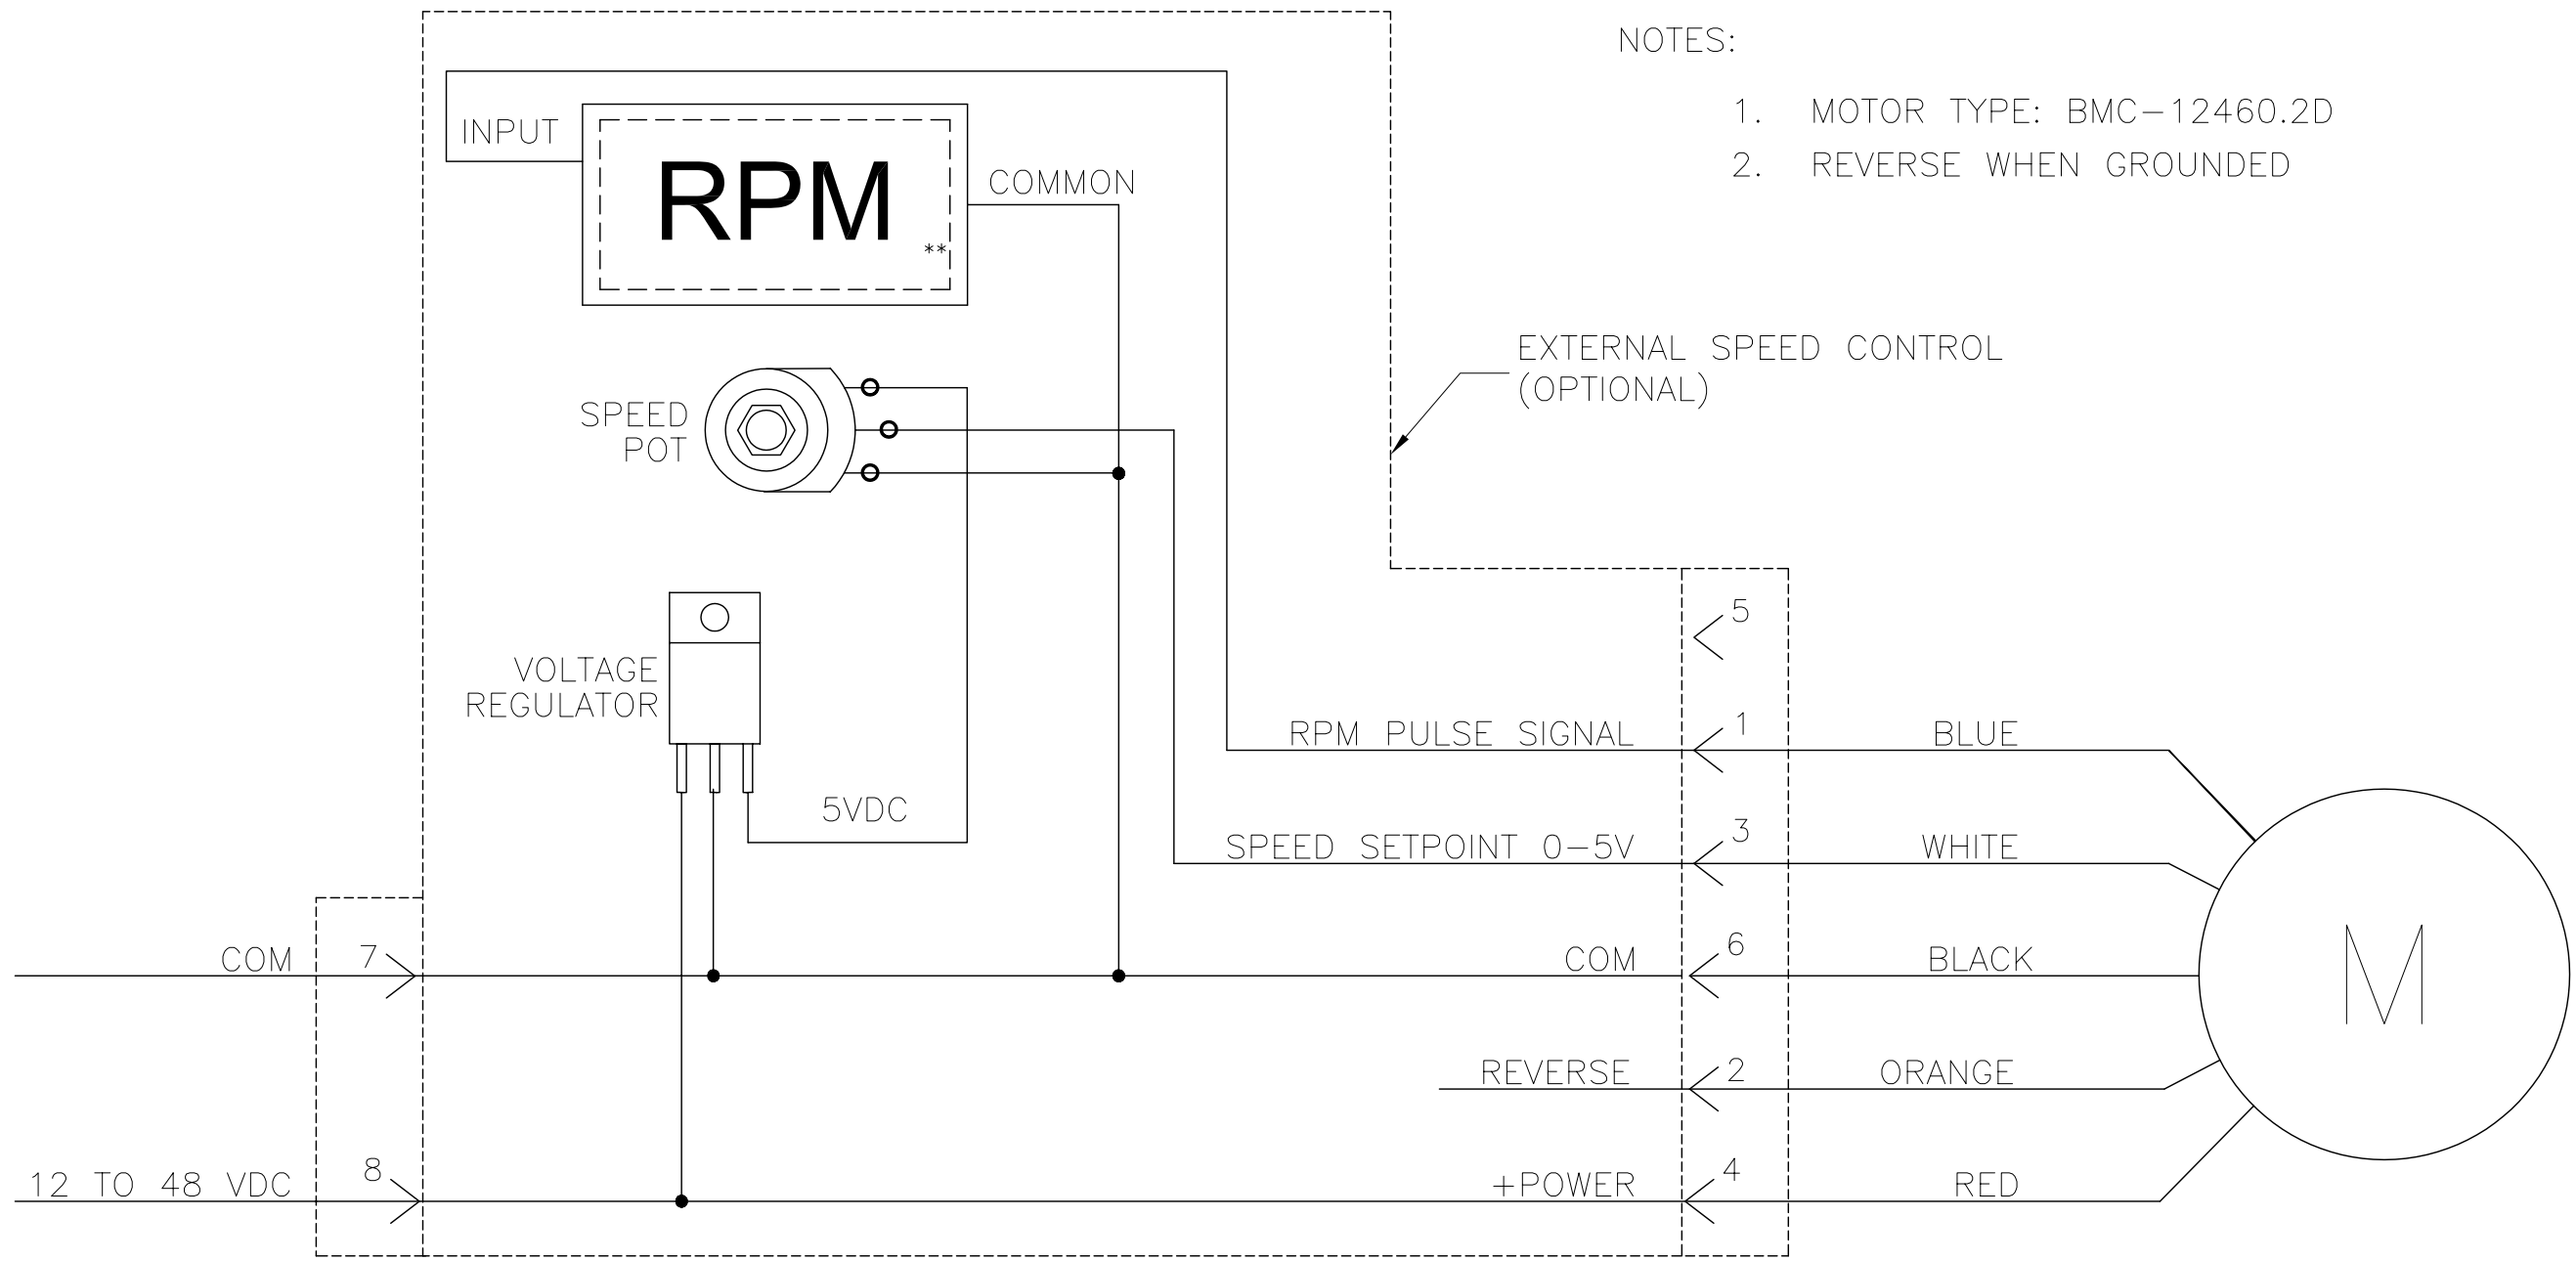 NOTES:
1. MOTOR TYPE: BMC-12460.2D
2. REVERSE WHEN GROUNDED
INPUT
RPM
**
COMMON
EXTERNAL SPEED CONTROL
(OPTIONAL)
SPEED
POT
VOLTAGE
REGULATOR
5VDC
5
RPM PULSE SIGNAL 1 BLUE
SPEED SETPOINT 0-5V 3 WHITE
COM 7 COM 6 BLACK
M
REVERSE 2 ORANGE
12 TO 48 VDC 8 +POWER 4 RED